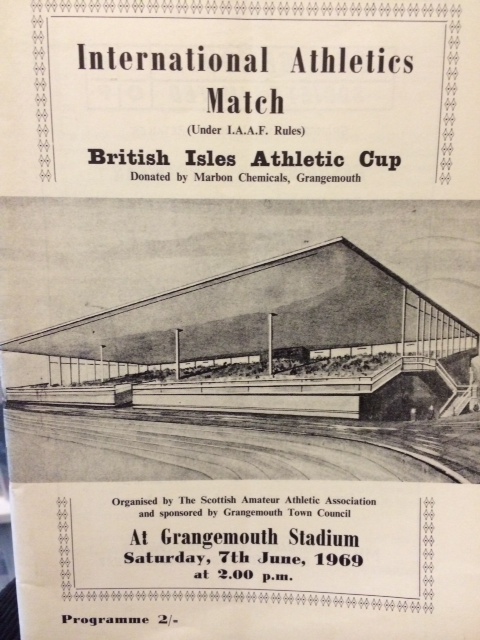 International Athletics
Match
(Under I.A.A.F. Rules)
British Isles Athletic Cup
Donated by Marbon Chemicals, Grangemouth
Organised by The Scottish Amateur Athletic Association
and sponsored by Grangemouth Town Council
At Grangemouth Stadium
Saturday, 7th June, 1969
at 2.00 p.m.
Programme 2/-